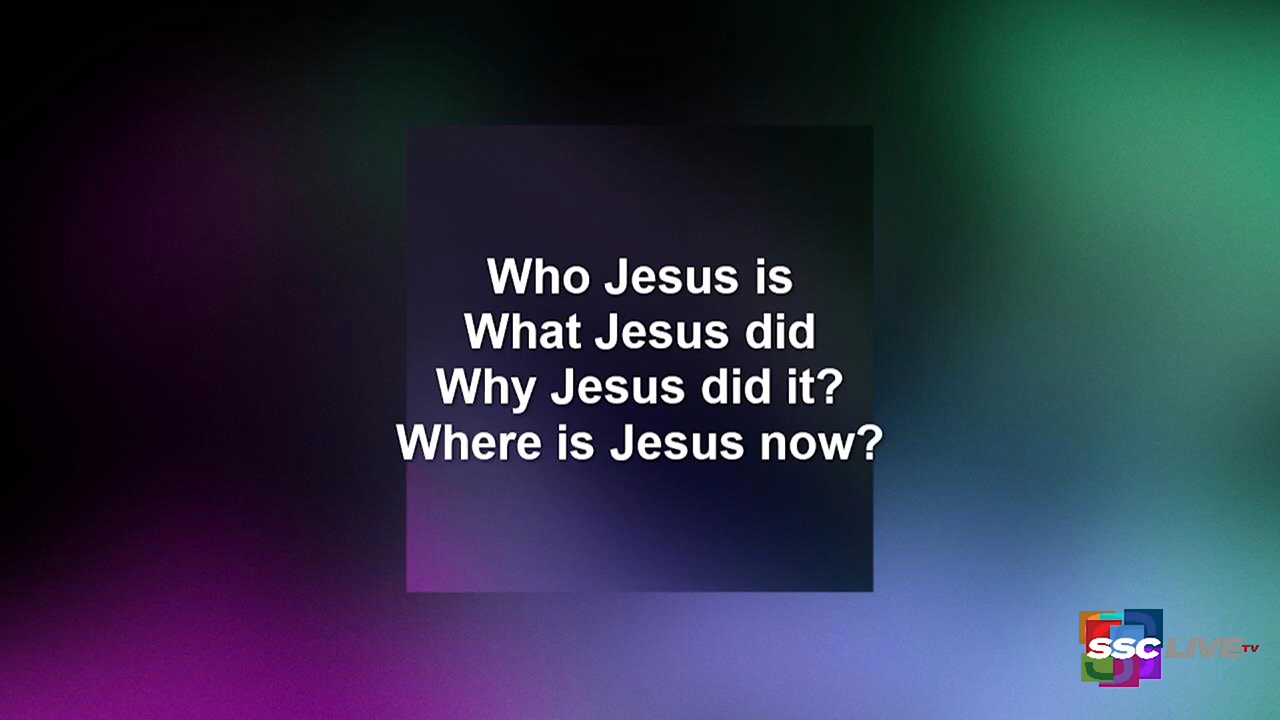 Who Jesus is
What Jesus did
Why Jesus did it?
Where is Jesus now?
SSC LIVE TV